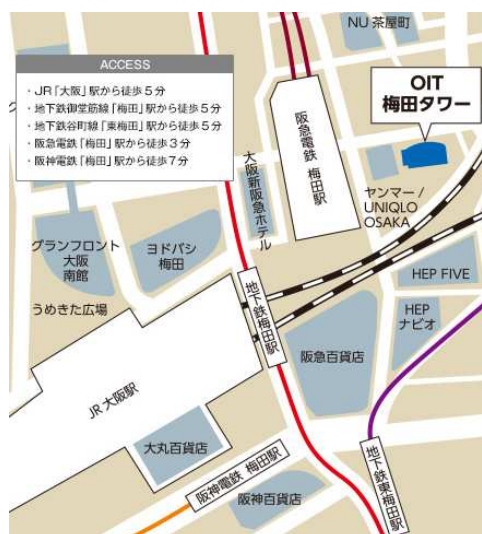 NU 茶屋町
ACCESS
・JR「大阪」駅から徒歩5分
・地下鉄御堂筋線「梅田」駅から徒歩5分
・地下鉄谷町線「東梅田」駅から徒歩5分
・阪急電鉄「梅田」駅から徒歩3分
・阪神電鉄「梅田」駅から徒歩7分
OIT
梅田タワー
阪急電鉄 梅田駅
大阪新阪急ホテル
ヤンマー/
UNIQLO
OSAKA
グランフロント
大阪
南館
ヨドバシ
梅田
HEP FIVE
うめきた広場
地下鉄梅田駅
HEP
ナビオ
阪急百貨店
JR 大阪駅
大丸百貨店
阪神電鉄 梅田駅
地下鉄東梅田駅
阪神百貨店